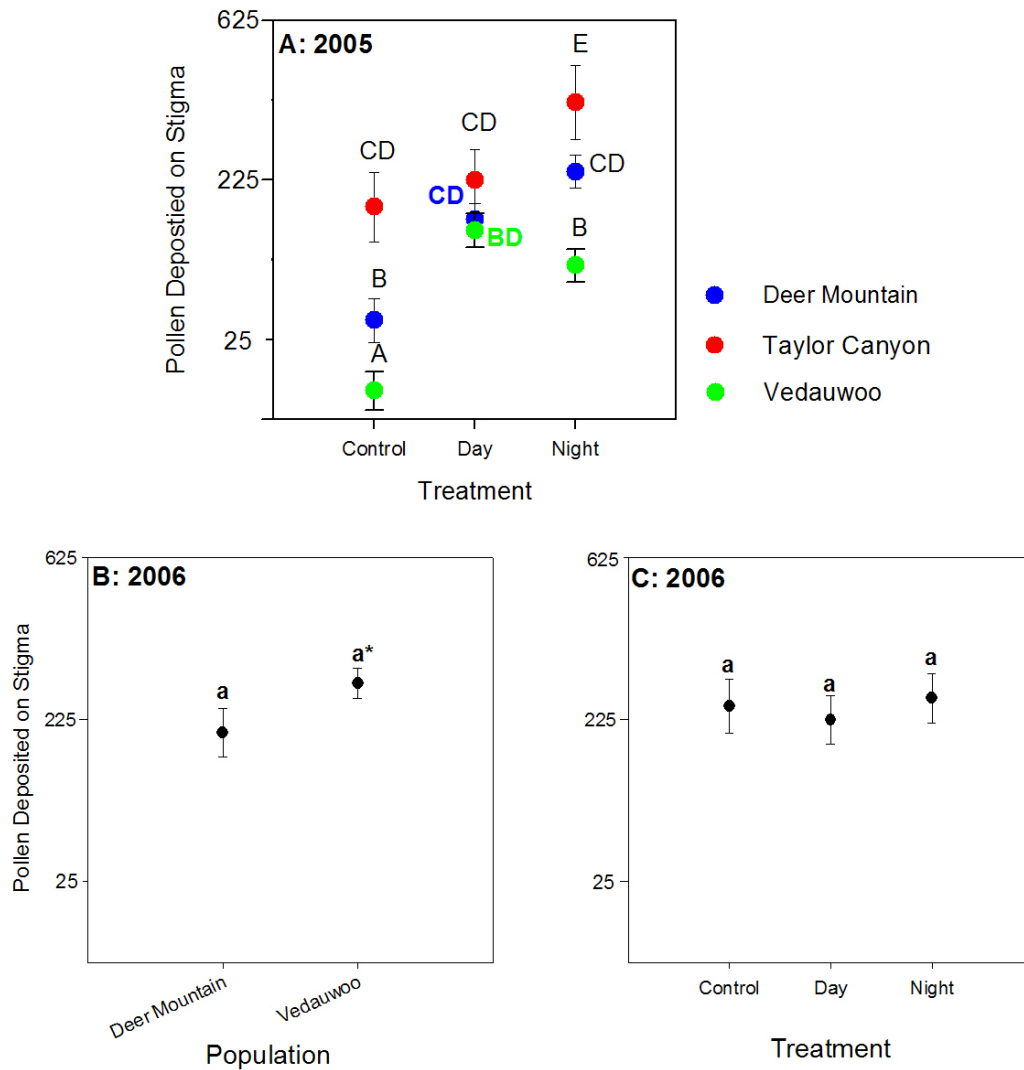 625
A: 2005
E
CD
CD
CD
225
CD
B
BD
B
25
A
Pollen Depostied on Stigma
Control
Day
Night
Treatment
Deer Mountain
Taylor Canyon
Vedauwoo
625
B: 2006
a*
a
225
25
Pollen Deposited on Stigma
Deer Mountain
Vedauwoo
Population
625
C: 2006
a
a
a
225
25
Control
Day
Night
Treatment